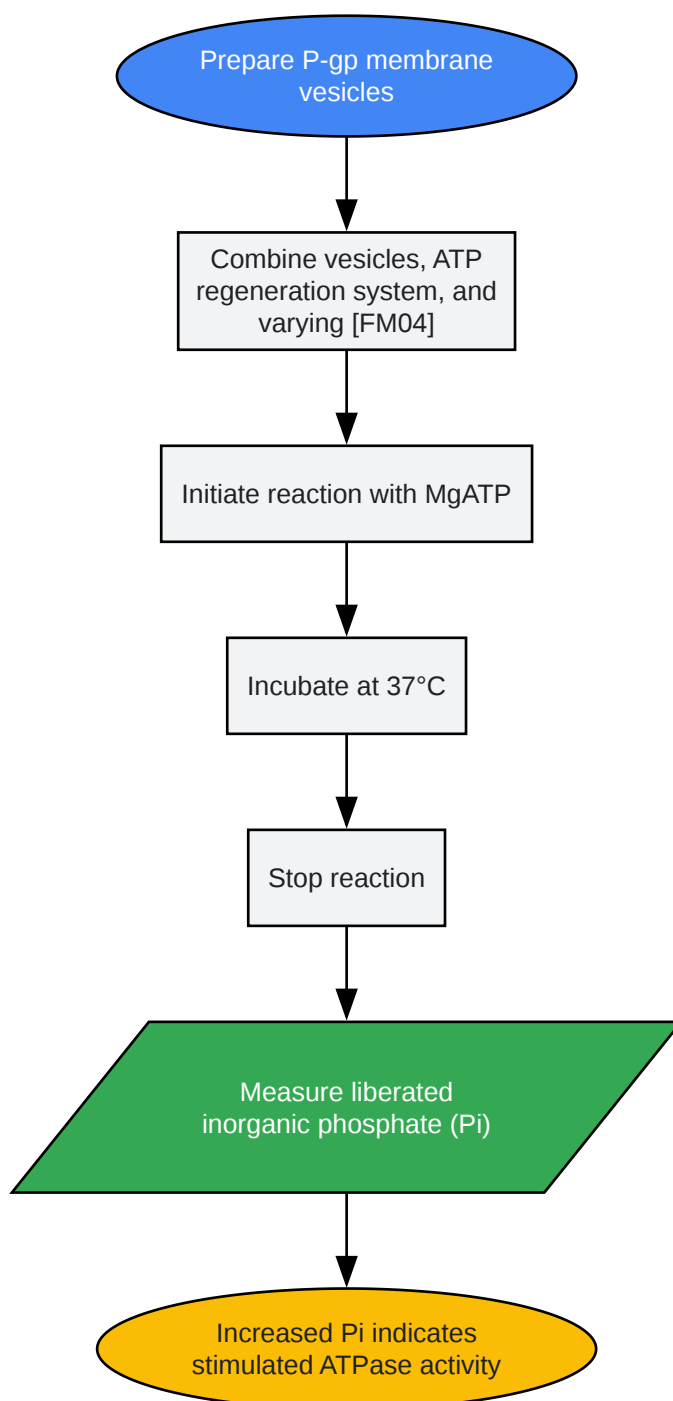 Prepare P-gp membrane
vesicles
Combine vesicles, ATP
regeneration system, and
varying [FM04]
Initiate reaction with MgATP
Incubate at 37°C
Stop reaction
Measure liberated
inorganic phosphate (Pi)
Increased Pi indicates
stimulated ATPase activity